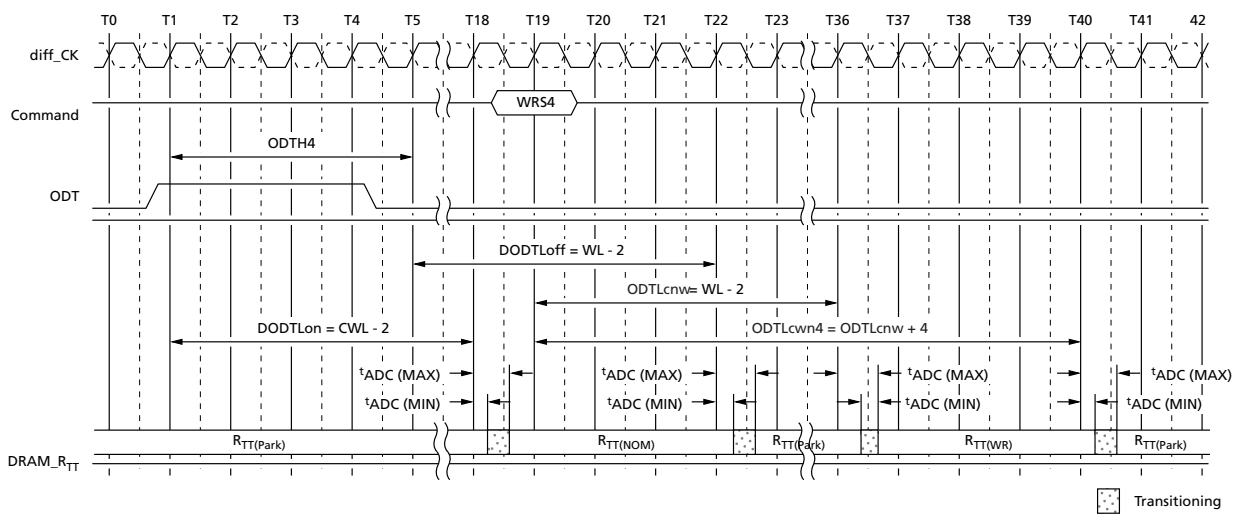 T0 T1 T2 T3 T4 T5 T18 T19 T20 T21 T22 T23 T36 T37 T38 T39 T40 T41 42
diff_CK
Command WRS4
ODTH4
ODT
DODTLoff = WL - 2
ODTLcnw= WL - 2
DODTLon = CWL - 2 ODTLcwn4 = ODTLcnw + 4
tADC (MAX) tADC (MAX) tADC (MAX) tADC (MAX)
tADC (MIN) tADC (MIN) tADC (MIN) tADC (MIN)
DRAM_RTT RTT(Park) RTT(NOM) RTT(Park) RTT(WR) RTT(Park)
Transitioning